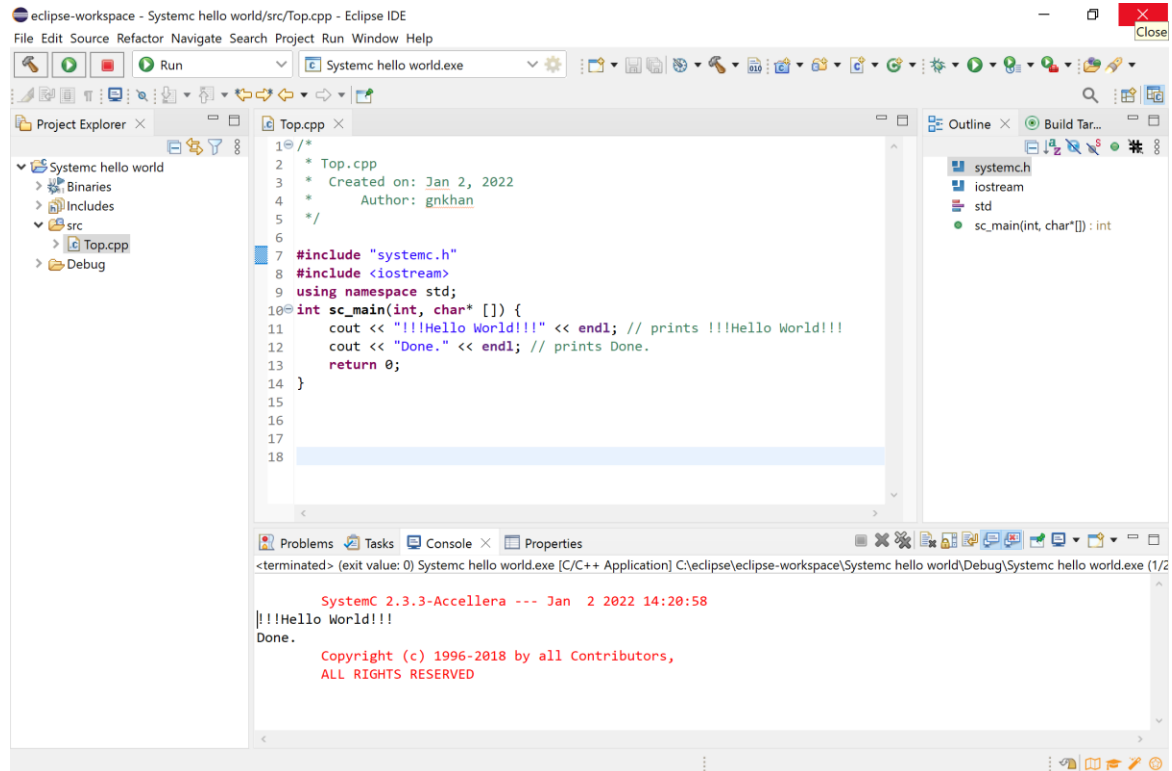 eclipse-workspace - Systemc hello world/src/Top.cpp - Eclipse IDE
Close
File Edit Source Refactor Navigate Search Project Run Window Help
Run
Systemc hello world.exe
Project Explorer
Systemc hello world
Binaries
Includes
src
Top.cpp
Debug
Top.cpp
1 /*
2  * Top.cpp
3  *  Created on: Jan 2, 2022
4  *      Author: gnkhan
5  */
6
7 #include "systemc.h"
8 #include <iostream>
9 using namespace std;
10 int sc_main(int, char* []) {
11     cout << "!!!Hello World!!!" << endl; // prints !!!Hello World!!!
12     cout << "Done." << endl; // prints Done.
13     return 0;
14 }
15
16
17
18
Outline
Build Tar...
systemc.h
iostream
std
sc_main(int, char*[]) : int
Problems Tasks Console Properties
<terminated> (exit value: 0) Systemc hello world.exe [C/C++ Application] C:\eclipse\eclipse-workspace\Systemc hello world\Debug\Systemc hello world.exe (1/2
SystemC 2.3.3-Accellera --- Jan  2 2022 14:20:58
!!!Hello World!!!
Done.
Copyright (c) 1996-2018 by all Contributors,
ALL RIGHTS RESERVED